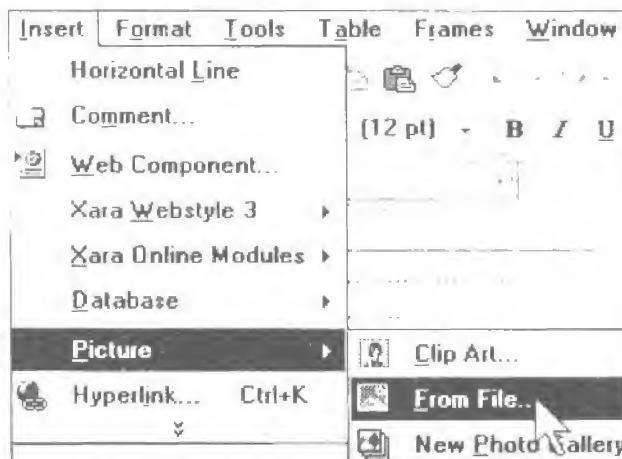 Insert Format Tools Table Frames Window
Horizontal Line
Comment...
(12 pt) B I U
Web Component...
Xara Webstyle 3
Xara Online Modules
Database
Picture
Clip Art...
Hyperlink... Ctrl+K
From File...
New Photo Gallery